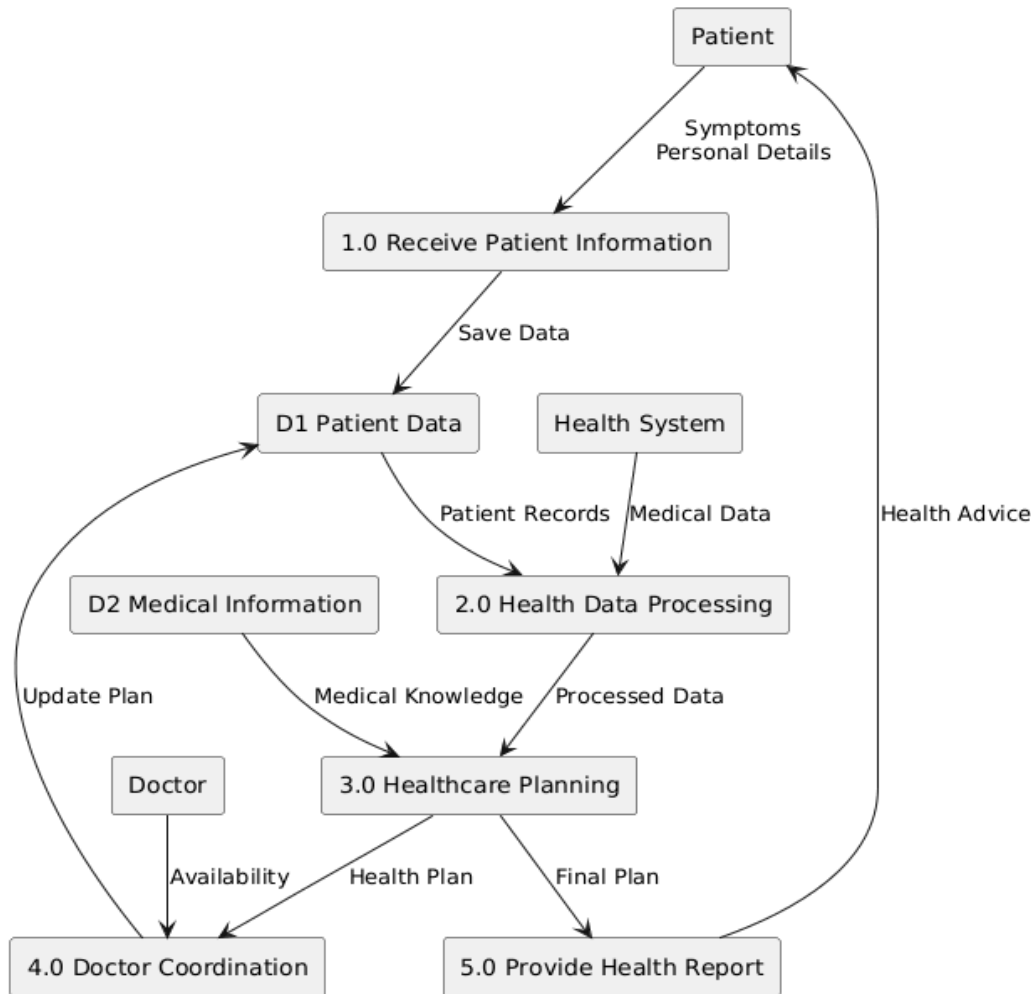 Patient
Symptoms
Personal Details
1.0 Receive Patient Information
Save Data
D1 Patient Data
Health System
Patient Records
Medical Data
Health Advice
D2 Medical Information
2.0 Health Data Processing
Update Plan
Medical Knowledge
Processed Data
Doctor
3.0 Healthcare Planning
Availability
Health Plan
Final Plan
4.0 Doctor Coordination
5.0 Provide Health Report